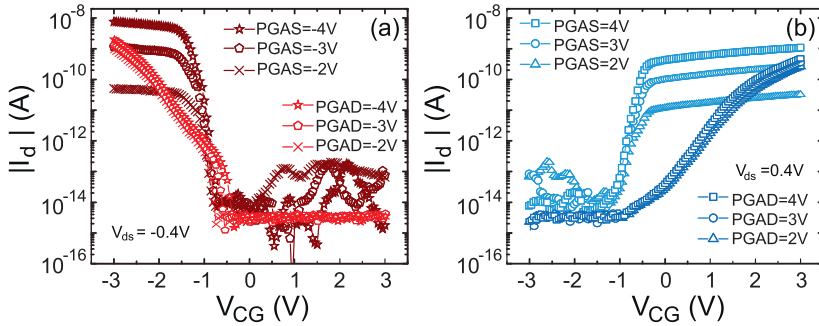 (a)
PGAS=-4V
PGAS=-3V
PGAS=-2V
PGAD=-4V
PGAD=-3V
PGAD=-2V
V_ds = -0.4V
|I_d| (A)
10^-8
10^-10
10^-12
10^-14
10^-16
-3 -2 -1 0 1 2 3
V_CG (V)
(b)
PGAS=4V
PGAS=3V
PGAS=2V
V_ds =0.4V
PGAD=4V
PGAD=3V
PGAD=2V
|I_d| (A)
10^-8
10^-10
10^-12
10^-14
10^-16
-3 -2 -1 0 1 2 3
V_CG (V)